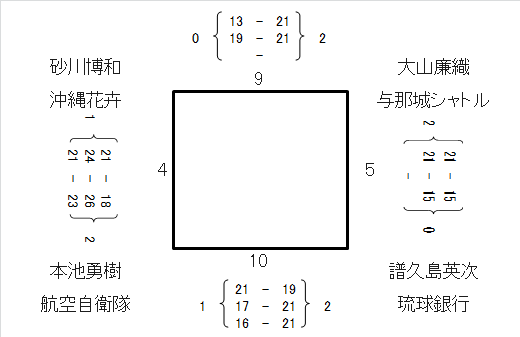 13 - 21
0 19 - 21 2
-
砂川博和
大山廉織
沖縄花卉
9
与那城シャトル
1
21 - 18
24 - 26
21 - 23
2
4
5
2
21 - 15
21 - 15
-
0
10
本池勇樹
譜久島英次
航空自衛隊
琉球銀行
21 - 19
1 17 - 21 2
16 - 21